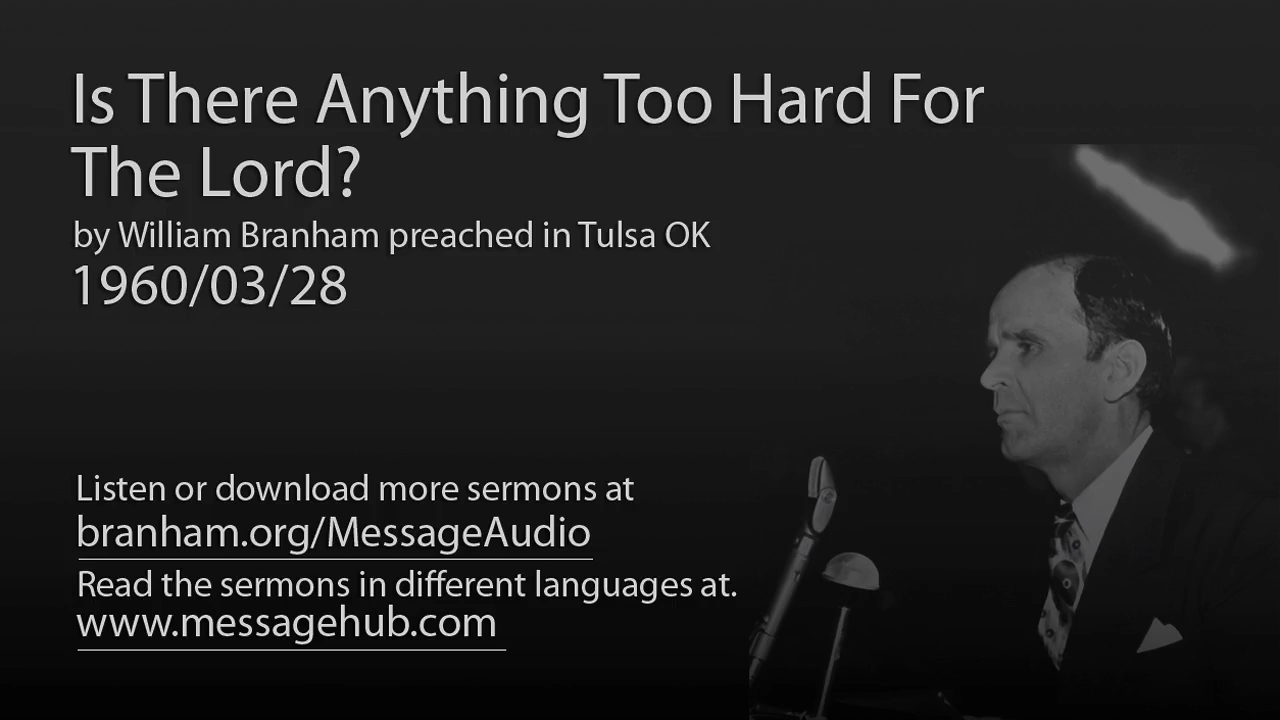 Is There Anything Too Hard For
The Lord?
by William Branham preached in Tulsa OK
1960/03/28
Listen or download more sermons at
branham.org/MessageAudio
Read the sermons in different languages at.
www.messagehub.com